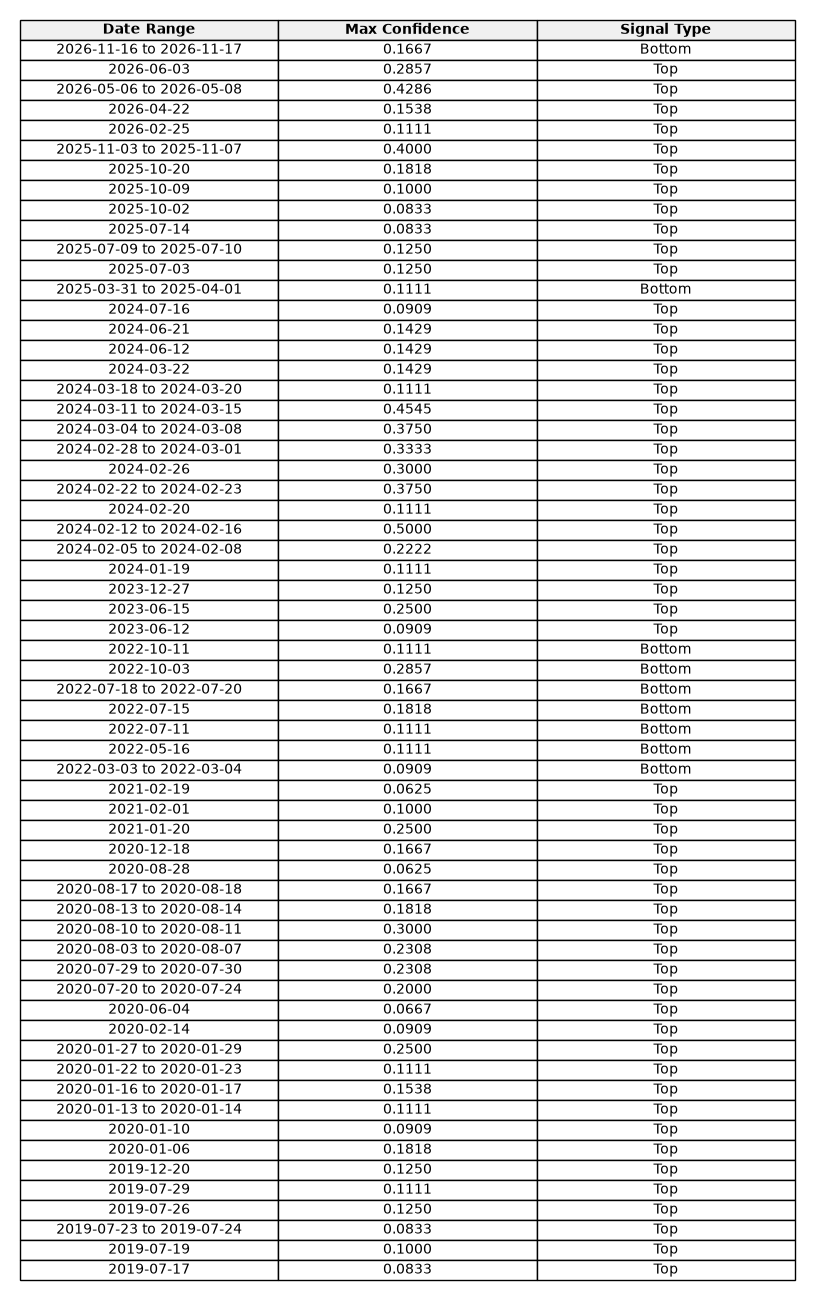 Date Range Max Confidence Signal Type
2026-11-16 to 2026-11-17 0.1667 Bottom
2026-06-03 0.2857 Top
2026-05-06 to 2026-05-08 0.4286 Top
2026-04-22 0.1538 Top
2026-02-25 0.1111 Top
2025-11-03 to 2025-11-07 0.4000 Top
2025-10-20 0.1818 Top
2025-10-09 0.1000 Top
2025-10-02 0.0833 Top
2025-07-14 0.0833 Top
2025-07-09 to 2025-07-10 0.1250 Top
2025-07-03 0.1250 Top
2025-03-31 to 2025-04-01 0.1111 Bottom
2024-07-16 0.0909 Top
2024-06-21 0.1429 Top
2024-06-12 0.1429 Top
2024-03-22 0.1429 Top
2024-03-18 to 2024-03-20 0.1111 Top
2024-03-11 to 2024-03-15 0.4545 Top
2024-03-04 to 2024-03-08 0.3750 Top
2024-02-28 to 2024-03-01 0.3333 Top
2024-02-26 0.3000 Top
2024-02-22 to 2024-02-23 0.3750 Top
2024-02-20 0.1111 Top
2024-02-12 to 2024-02-16 0.5000 Top
2024-02-05 to 2024-02-08 0.2222 Top
2024-01-19 0.1111 Top
2023-12-27 0.1250 Top
2023-06-15 0.2500 Top
2023-06-12 0.0909 Top
2022-10-11 0.1111 Bottom
2022-10-03 0.2857 Bottom
2022-07-18 to 2022-07-20 0.1667 Bottom
2022-07-15 0.1818 Bottom
2022-07-11 0.1111 Bottom
2022-05-16 0.1111 Bottom
2022-03-03 to 2022-03-04 0.0909 Bottom
2021-02-19 0.0625 Top
2021-02-01 0.1000 Top
2021-01-20 0.2500 Top
2020-12-18 0.1667 Top
2020-08-28 0.0625 Top
2020-08-17 to 2020-08-18 0.1667 Top
2020-08-13 to 2020-08-14 0.1818 Top
2020-08-10 to 2020-08-11 0.3000 Top
2020-08-03 to 2020-08-07 0.2308 Top
2020-07-29 to 2020-07-30 0.2308 Top
2020-07-20 to 2020-07-24 0.2000 Top
2020-06-04 0.0667 Top
2020-02-14 0.0909 Top
2020-01-27 to 2020-01-29 0.2500 Top
2020-01-22 to 2020-01-23 0.1111 Top
2020-01-16 to 2020-01-17 0.1538 Top
2020-01-13 to 2020-01-14 0.1111 Top
2020-01-10 0.0909 Top
2020-01-06 0.1818 Top
2019-12-20 0.1250 Top
2019-07-29 0.1111 Top
2019-07-26 0.1250 Top
2019-07-23 to 2019-07-24 0.0833 Top
2019-07-19 0.1000 Top
2019-07-17 0.0833 Top